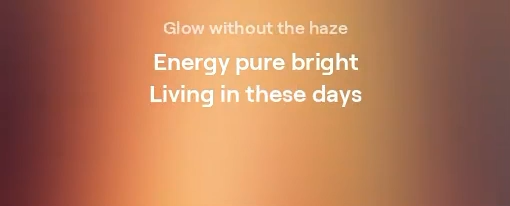 Glow without the haze
Energy pure bright
Living in these days